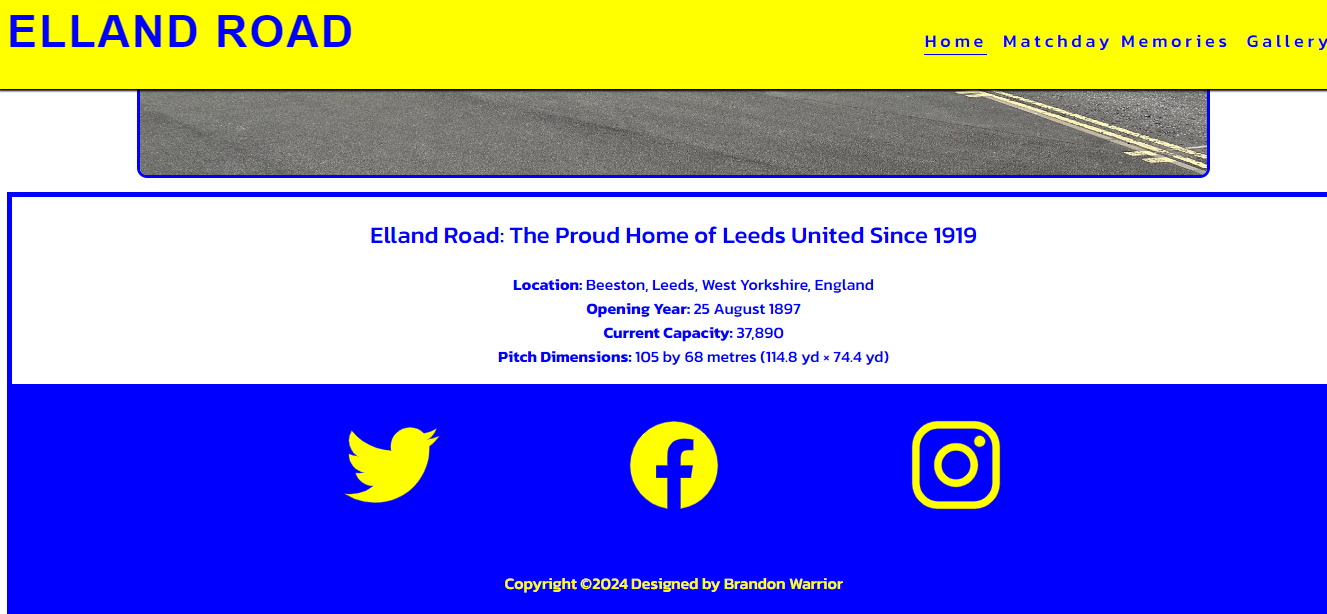 ELLAND ROAD
Home Matchday Memories Gallery
Elland Road: The Proud Home of Leeds United Since 1919
Location: Beeston, Leeds, West Yorkshire, England
Opening Year: 25 August 1897
Current Capacity: 37,890
Pitch Dimensions: 105 by 68 metres (114.8 yd × 74.4 yd)
Copyright ©2024 Designed by Brandon Warrior